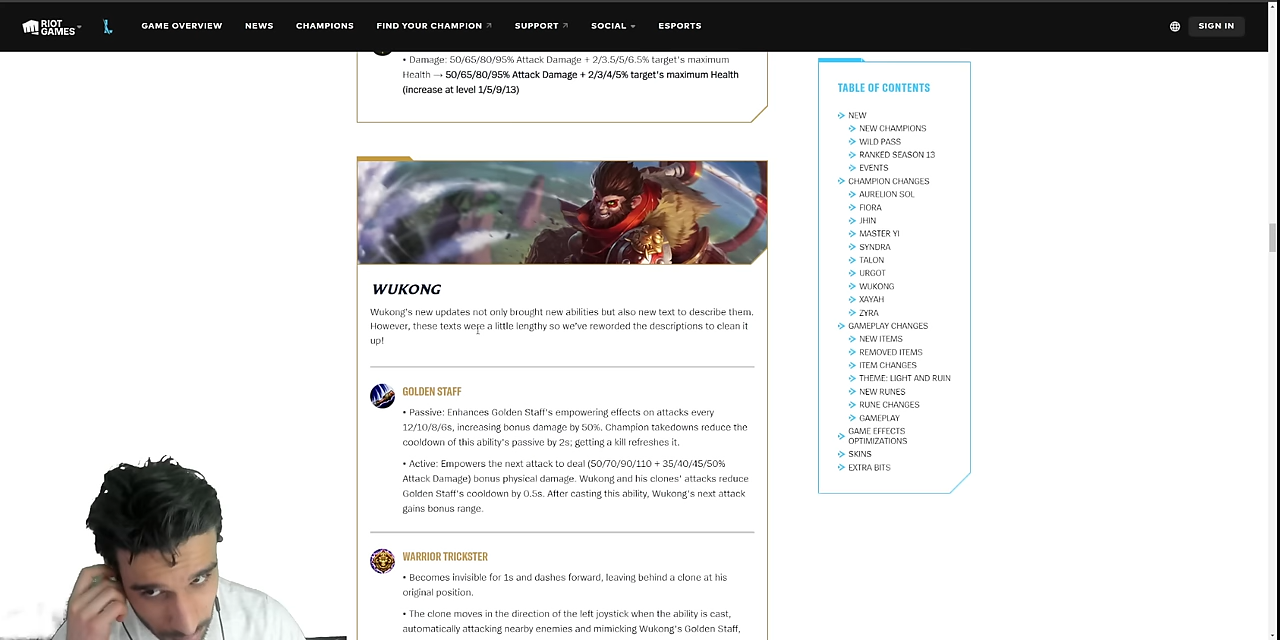 RIOT GAMES
GAME OVERVIEW
NEWS
CHAMPIONS
FIND YOUR CHAMPION
SUPPORT
SOCIAL
ESPORTS
SIGN IN
• Damage: 50/65/80/95% Attack Damage + 2/3.5/5/6.5% target's maximum
Health → 50/65/80/95% Attack Damage + 2/3/4/5% target's maximum Health
(increase at level 1/5/9/13)
WUKONG
Wukong's new updates not only brought new abilities but also new text to describe them.
However, these texts were a little lengthy so we've reworded the descriptions to clean it
up!
GOLDEN STAFF
• Passive: Enhances Golden Staff's empowering effects on attacks every
12/10/8/6s, increasing bonus damage by 50%. Champion takedowns reduce the
cooldown of this ability's passive by 2s; getting a kill refreshes it.
• Active: Empowers the next attack to deal (50/70/90/110 + 35/40/45/50%
Attack Damage) bonus physical damage. Wukong and his clones' attacks reduce
Golden Staff's cooldown by 0.5s. After casting this ability, Wukong's next attack
gains bonus range.
WARRIOR TRICKSTER
• Becomes invisible for 1s and dashes forward, leaving behind a clone at his
original position.
• The clone moves in the direction of the left joystick when the ability is cast,
automatically attacking nearby enemies and mimicking Wukong's Golden Staff,
TABLE OF CONTENTS
NEW
NEW CHAMPIONS
WILD PASS
RANKED SEASON 13
EVENTS
CHAMPION CHANGES
AURELION SOL
FIORA
JHIN
MASTER YI
SYNDRA
TALON
URGOT
WUKONG
XAYAH
ZYRA
GAMEPLAY CHANGES
NEW ITEMS
REMOVED ITEMS
ITEM CHANGES
THEME: LIGHT AND RUIN
NEW RUNES
RUNE CHANGES
GAMEPLAY
GAME EFFECTS
OPTIMIZATIONS
SKINS
EXTRA BITS